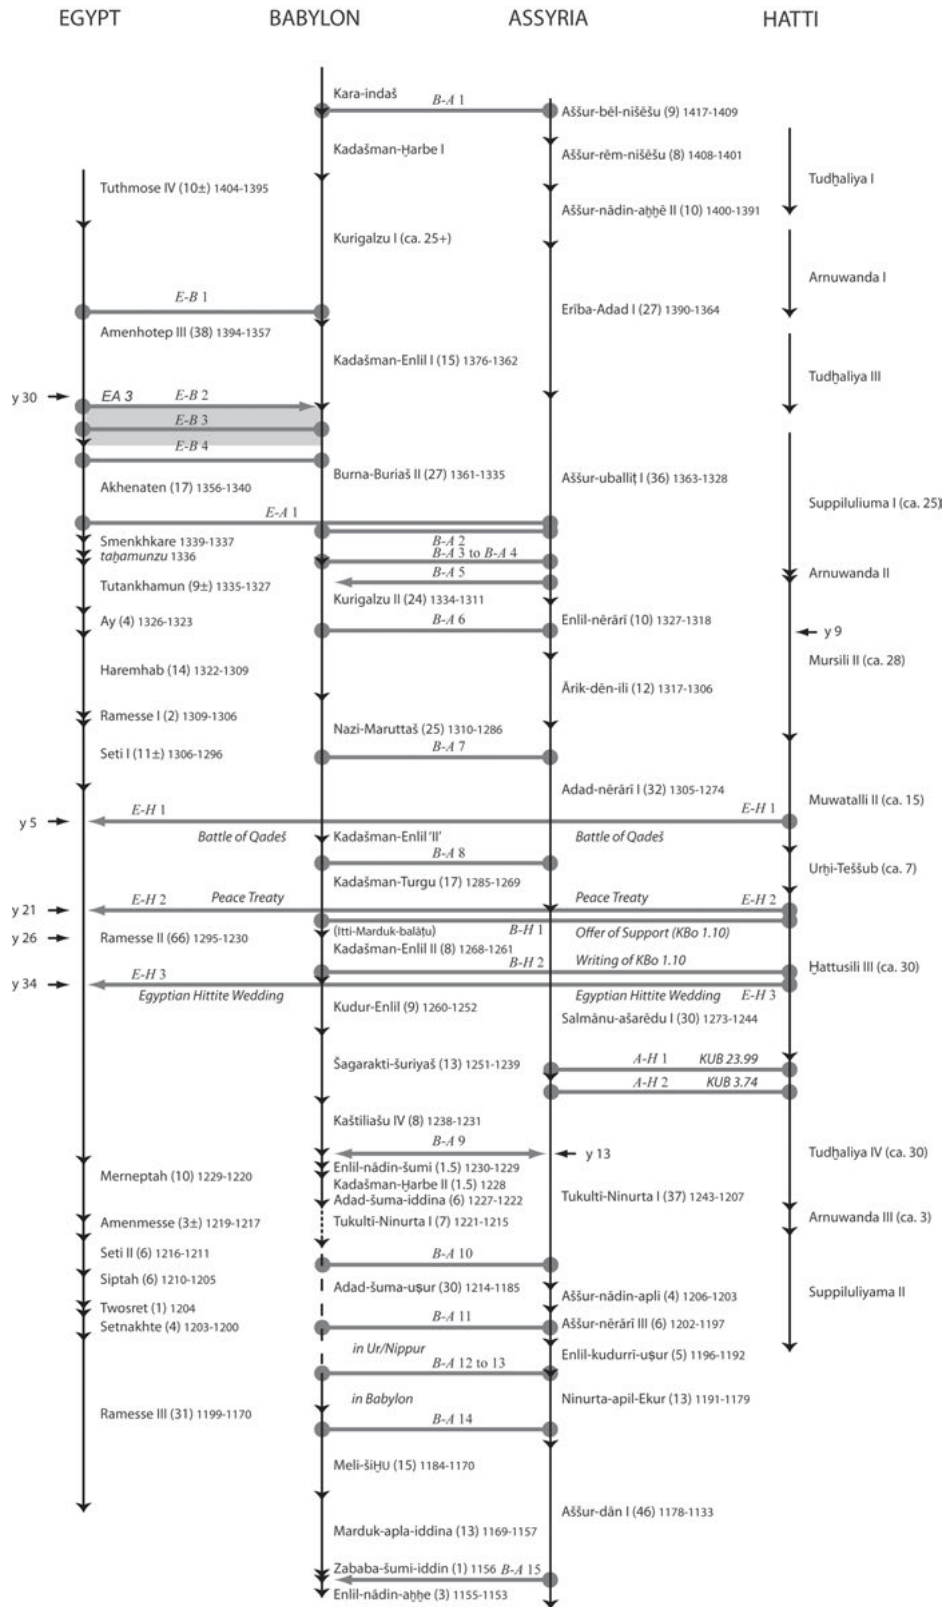 EGYPT BABYLON ASSYRIA HATTI
Kara-indaš
B-A 1
Aššur-bēl-nīšēšu (9) 1417-1409
Kadašman-Ḫarbe I
Aššur-rēm-nīšēšu (8) 1408-1401
Tudḫaliya I
Tuthmose IV (10±) 1404-1395
Aššur-nādin-aḫḫē II (10) 1400-1391
Kurigalzu I (ca. 25+)
Arnuwanda I
E-B 1
Erība-Adad I (27) 1390-1364
Amenhotep III (38) 1394-1357
Kadašman-Enlil I (15) 1376-1362
Tudḫaliya III
y 30
EA 3
E-B 2
E-B 3
E-B 4
Burna-Buriaš II (27) 1361-1335
Aššur-uballiṭ I (36) 1363-1328
Akhenaten (17) 1356-1340
Suppiluliuma I (ca. 25)
E-A 1
Smenkhkare 1339-1337
B-A 2
taḫamunzu 1336
B-A 3 to B-A 4
B-A 5
Arnuwanda II
Tutankhamun (9±) 1335-1327
Kurigalzu II (24) 1334-1311
Ay (4) 1326-1323
B-A 6
Enlil-nērārī (10) 1327-1318
y 9
Mursili II (ca. 28)
Haremhab (14) 1322-1309
Ārik-dēn-ili (12) 1317-1306
Ramesse I (2) 1309-1306
Nazi-Maruttaš (25) 1310-1286
Seti I (11±) 1306-1296
B-A 7
Adad-nērārī I (32) 1305-1274
Muwatalli II (ca. 15)
E-H 1
E-H 1
y 5
Battle of Qadeš
Kadašman-Enlil 'II'
Battle of Qadeš
B-A 8
Urḫi-Teššub (ca. 7)
Kadašman-Turgu (17) 1285-1269
E-H 2
Peace Treaty
Peace Treaty
E-H 2
y 21
y 26
Ramesse II (66) 1295-1230
(Itti-Marduk-balāṭu)
B-H 1
Offer of Support (KBo 1.10)
Kadašman-Enlil II (8) 1268-1261
B-H 2
Writing of KBo 1.10
Ḫattusili III (ca. 30)
E-H 3
y 34
Egyptian Hittite Wedding
Egyptian Hittite Wedding
E-H 3
Kudur-Enlil (9) 1260-1252
Salmānu-ašarēdu I (30) 1273-1244
Šagarakti-šuriyaš (13) 1251-1239
A-H 1
KUB 23.99
A-H 2
KUB 3.74
Kaštiliašu IV (8) 1238-1231
B-A 9
y 13
Tudḫaliya IV (ca. 30)
Enlil-nādin-šumi (1.5) 1230-1229
Merneptah (10) 1229-1220
Kadašman-Ḫarbe II (1.5) 1228
Adad-šuma-iddina (6) 1227-1222
Tukultī-Ninurta I (37) 1243-1207
Amenmesse (3±) 1219-1217
Tukultī-Ninurta I (7) 1221-1215
Arnuwanda III (ca. 3)
Seti II (6) 1216-1211
B-A 10
Siptah (6) 1210-1205
Adad-šuma-uṣur (30) 1214-1185
Aššur-nādin-apli (4) 1206-1203
Suppiluliyama II
Twosret (1) 1204
B-A 11
Setnakhte (4) 1203-1200
Aššur-nērārī III (6) 1202-1197
in Ur/Nippur
Enlil-kudurrī-uṣur (5) 1196-1192
B-A 12 to 13
in Babylon
Ninurta-apil-Ekur (13) 1191-1179
Ramesse III (31) 1199-1170
B-A 14
Meli-šiḪU (15) 1184-1170
Aššur-dān I (46) 1178-1133
Marduk-apla-iddina (13) 1169-1157
Zababa-šumi-iddin (1) 1156
B-A 15
Enlil-nādin-aḫḫe (3) 1155-1153